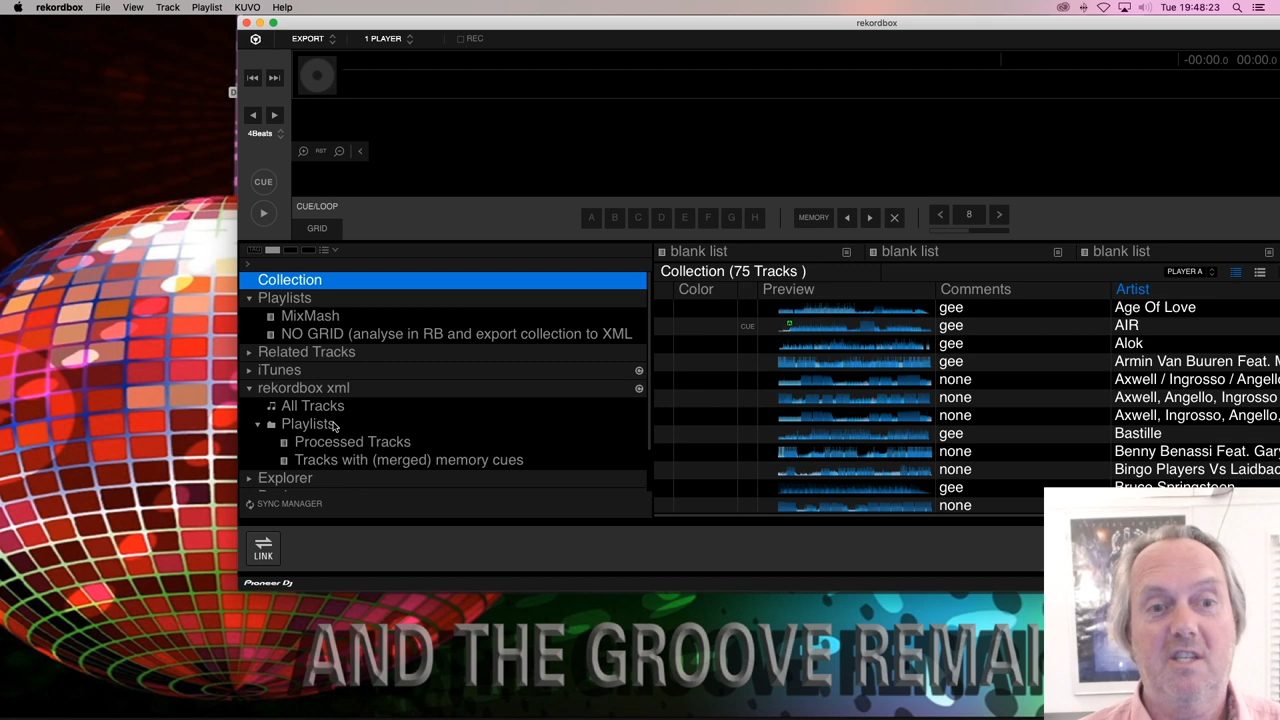 rekordbox File View Track Playlist KUVO Help Tue 19:48:23
rekordbox
EXPORT 1 PLAYER REC
-00:00.0 00:00.0
4Beats
RST
CUE
CUE/LOOP
GRID
A B C D E F G H MEMORY 8
blank list blank list blank list
Collection (75 Tracks ) PLAYER A
Color Preview Comments Artist
Collection
Playlists
MixMash
NO GRID (analyse in RB and export collection to XML
Related Tracks
iTunes
rekordbox xml
All Tracks
Playlists
Processed Tracks
Tracks with (merged) memory cues
Explorer
SYNC MANAGER
gee Age Of Love
CUE gee AIR
gee Alok
gee Armin Van Buuren Feat.
none Axwell / Ingrosso / Angello
none Axwell, Angello, Ingrosso
none Axwell, Ingrosso, Angello
gee Bastille
none Benny Benassi Feat. Gary
none Bingo Players Vs Laidbac
gee Bruce Springsteen
none
LINK
Pioneer Dj
AND THE GROOVE REMAI